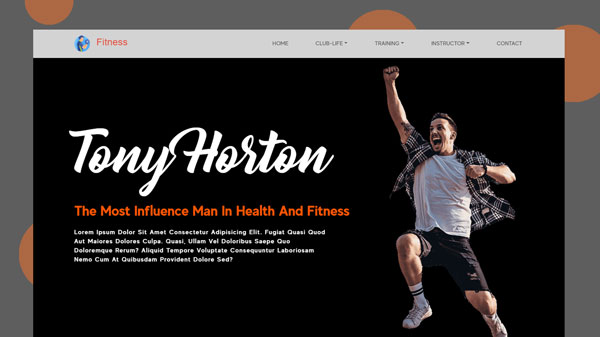 Fitness
HOME
CLUB-LIFE
TRAINING
INSTRUCTOR
CONTACT
Tony Horton
The Most Influence Man In Health And Fitness
Lorem Ipsum Dolor Sit Amet Consectetur Adipisicing Elit. Fugiat Quasi Quod
Aut Maiores Dolores Culpa. Quasi, Ullam Vel Doloribus Saepe Quo
Doloremque Rerum? Aliquid Tempore Voluptate Consequuntur Laboriosam
Nemo Cum At Quibusdam Provident Dolore Sed?